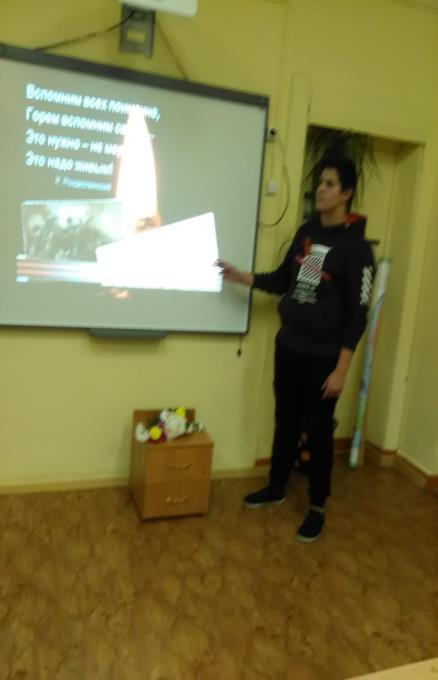 Вспомним всех поименно,
Горем вспомним
Это нужно – не
Это надо живым!
Р. Рождественский